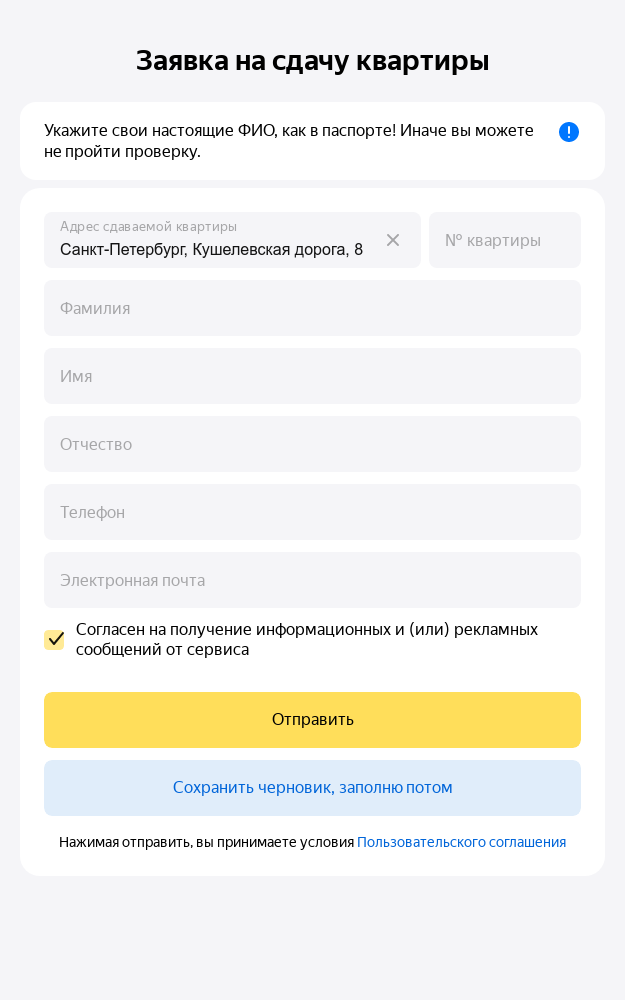 Заявка на сдачу квартиры
Укажите свои настоящие ФИО, как в паспорте! Иначе вы можете
не пройти проверку.
Адрес сдаваемой квартиры
Санкт-Петербург, Кушелевская дорога, 8
№ квартиры
Фамилия
Имя
Отчество
Телефон
Электронная почта
Согласен на получение информационных и (или) рекламных
сообщений от сервиса
Отправить
Сохранить черновик, заполню потом
Нажимая отправить, вы принимаете условия Пользовательского соглашения